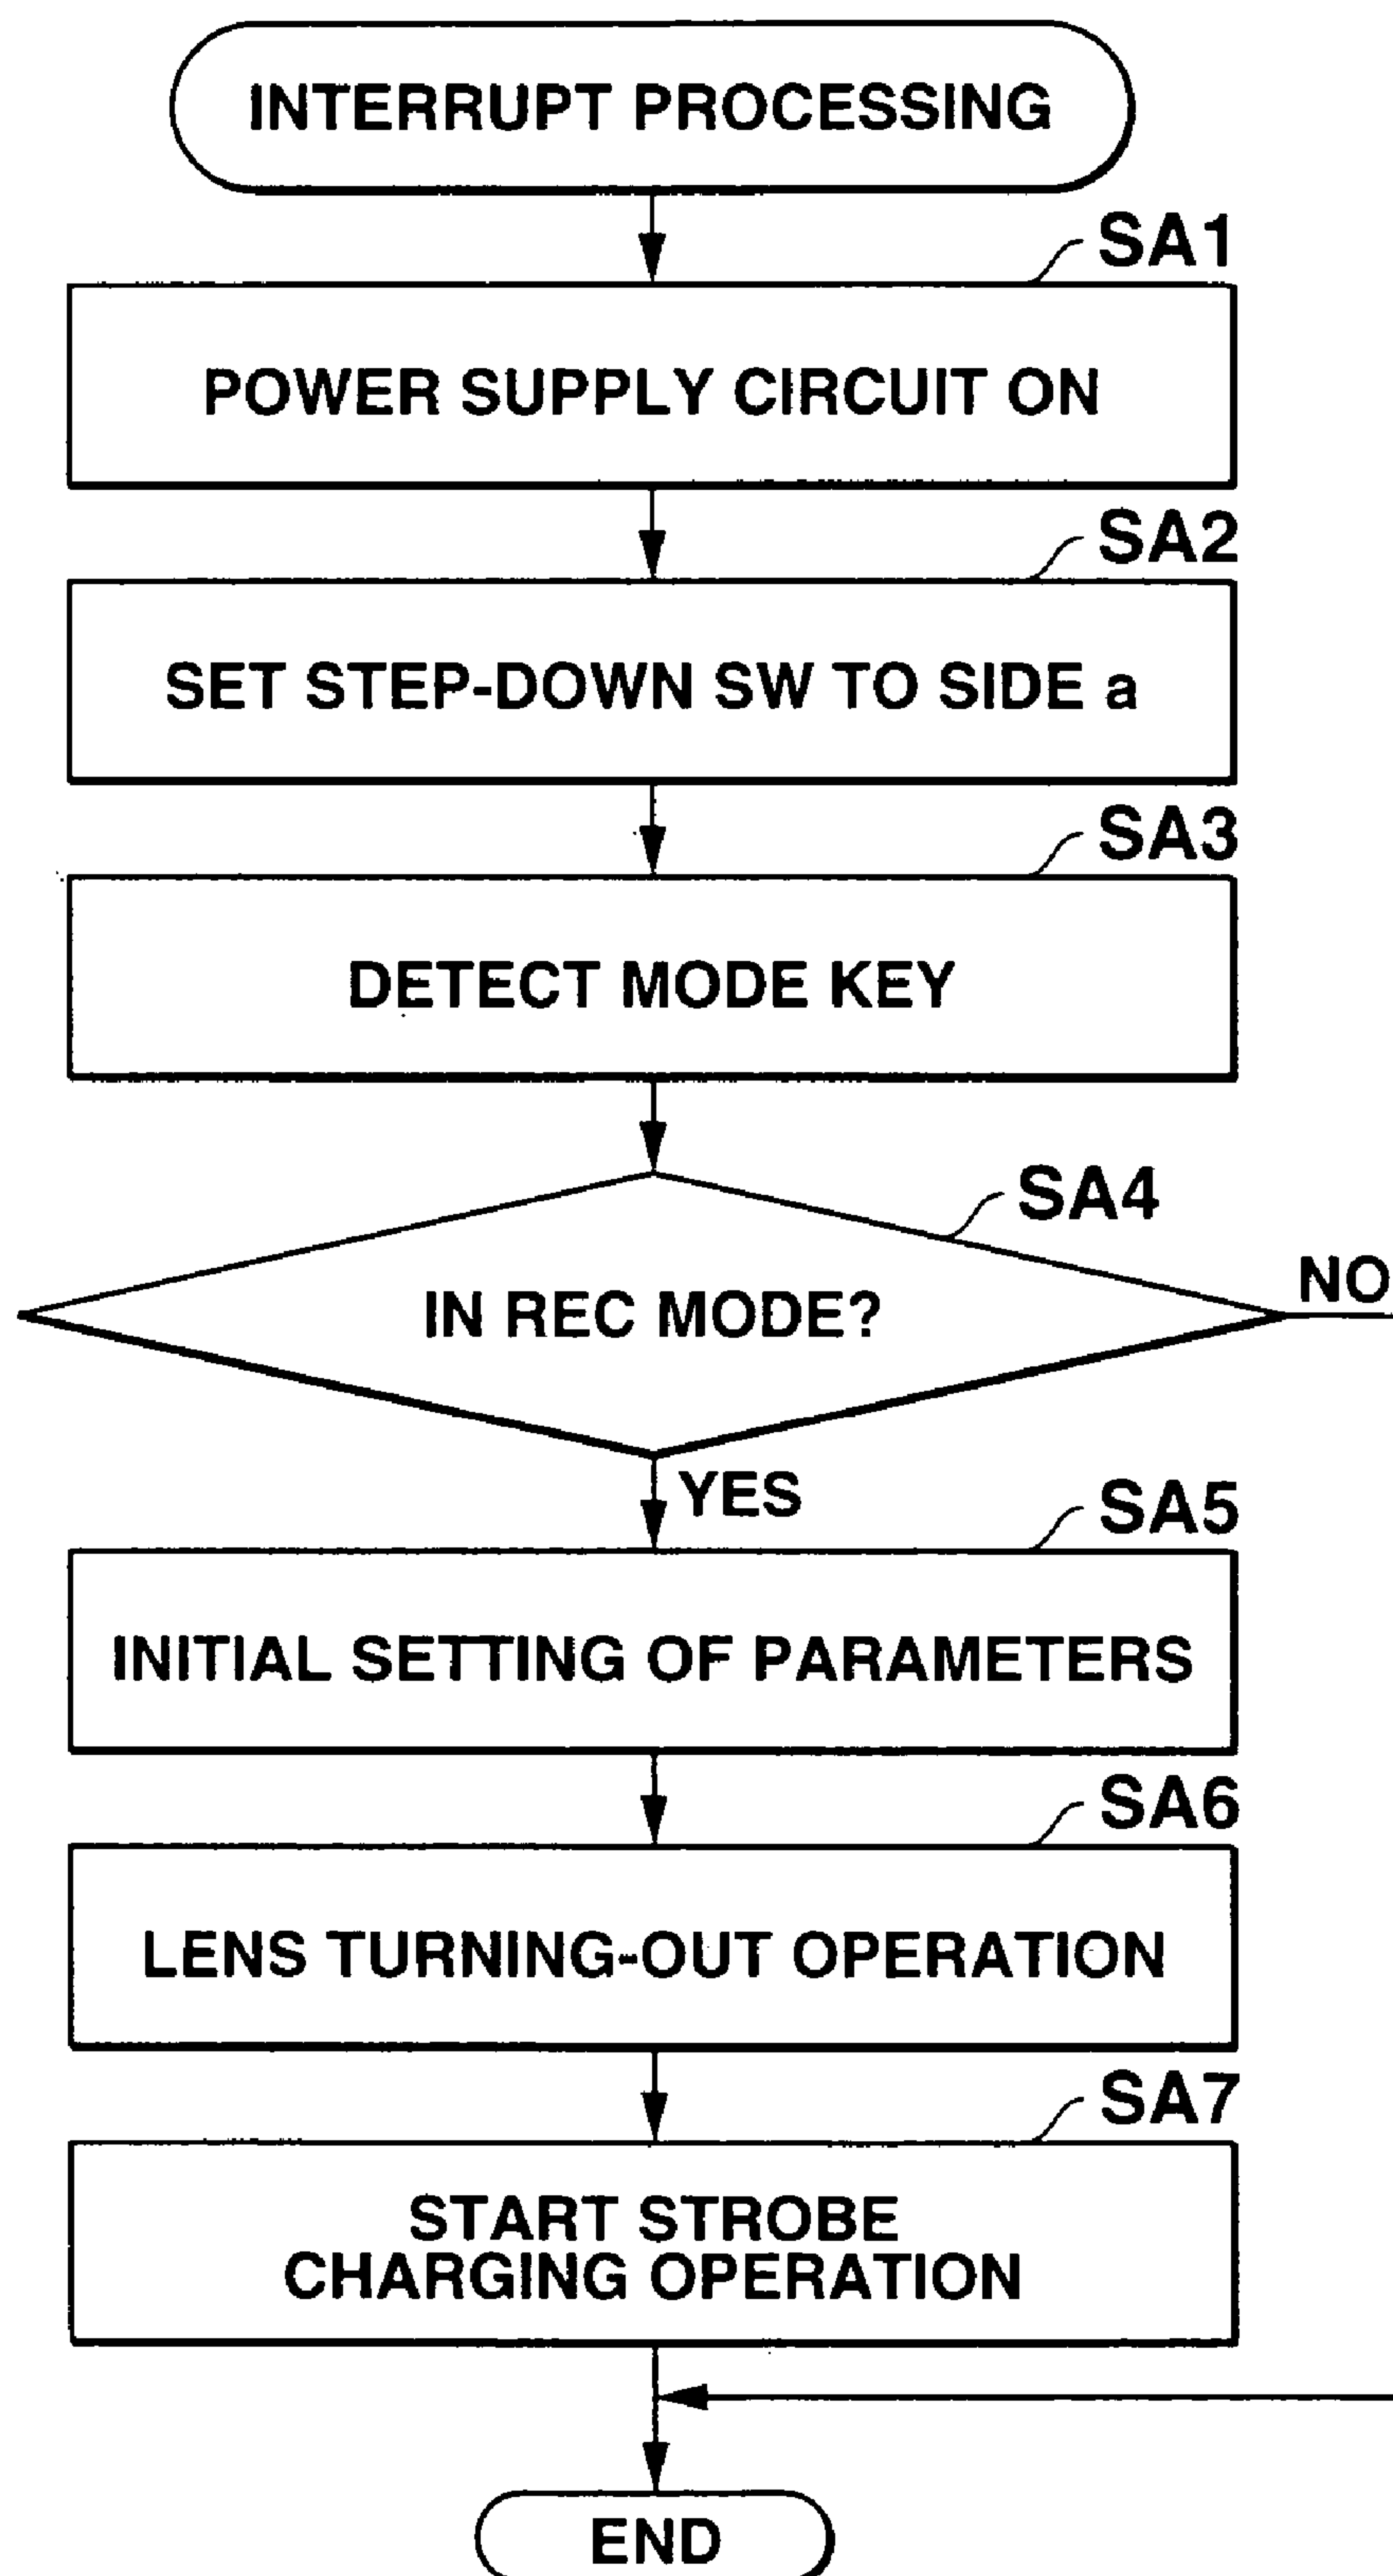 INTERRUPT PROCESSING
SA1
POWER SUPPLY CIRCUIT ON
SA2
SET STEP-DOWN SW TO SIDE a
SA3
DETECT MODE KEY
SA4
IN REC MODE?
NO
YES
SA5
INITIAL SETTING OF PARAMETERS
SA6
LENS TURNING-OUT OPERATION
SA7
START STROBE
CHARGING OPERATION
END